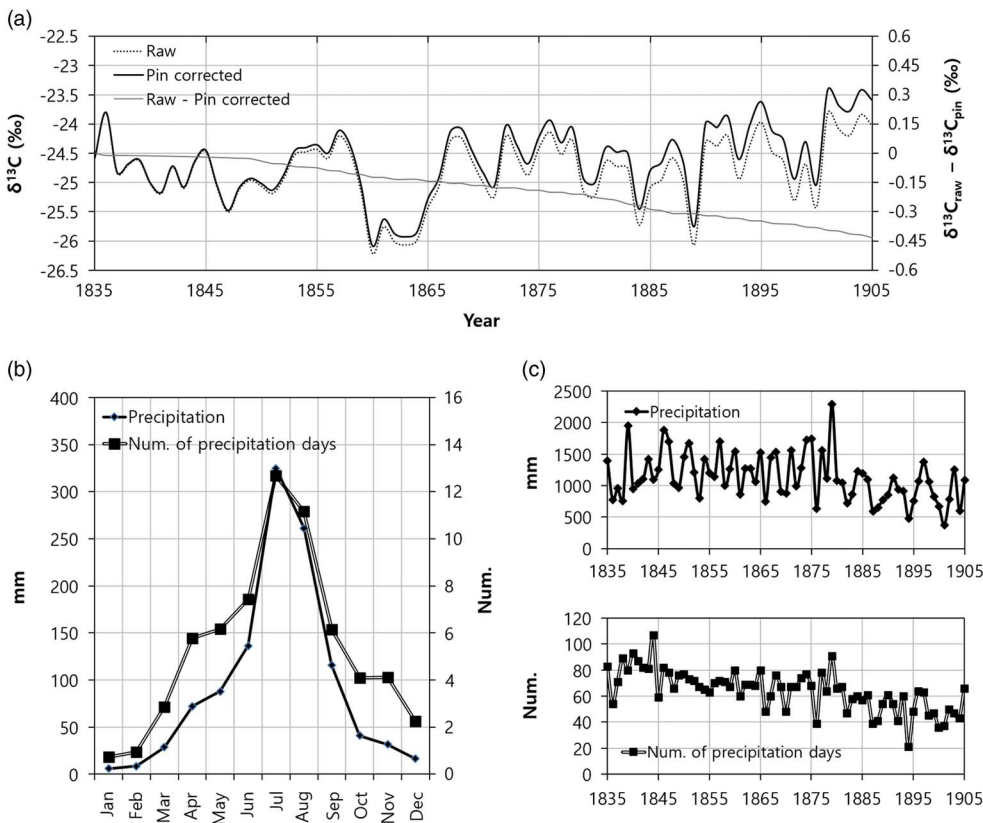 (a)
-22.5
-23
-23.5
-24
-24.5
-25
-25.5
-26
-26.5
δ¹³C (‰)
Raw
Pin corrected
Raw - Pin corrected
0.6
0.45
0.3
0.15
0
-0.15
-0.3
-0.45
-0.6
δ¹³Craw – δ¹³Cpin (‰)
1835 1845 1855 1865 1875 1885 1895 1905
Year
(b)
400
350
300
250
200
150
100
50
0
mm
Precipitation
Num. of precipitation days
16
14
12
10
8
6
4
2
0
Num.
Jan Feb Mar Apr May Jun Jul Aug Sep Oct Nov Dec
(c)
2500
2000
1500
1000
500
0
mm
Precipitation
1835 1845 1855 1865 1875 1885 1895 1905
120
100
80
60
40
20
0
Num.
Num. of precipitation days
1835 1845 1855 1865 1875 1885 1895 1905